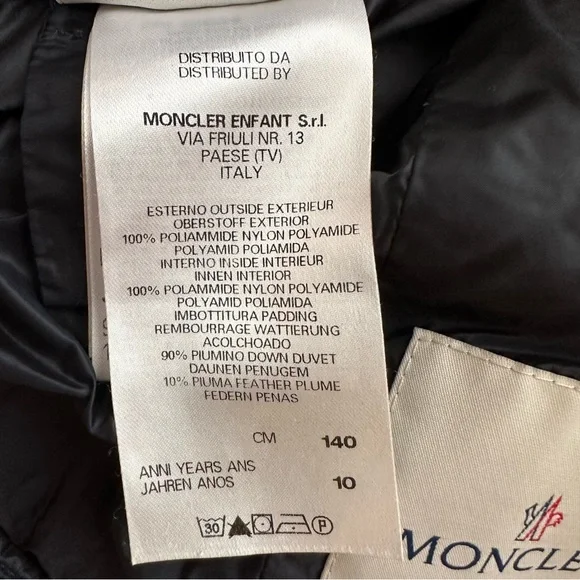 DISTRIBUITO DA
DISTRIBUTED BY
MONCLER ENFANT S.r.l.
VIA FRIULI NR. 13
PAESE (TV)
ITALY
ESTERNO OUTSIDE EXTERIEUR
OBERSTOFF EXTERIOR
100% POLIAMMIDE NYLON POLYAMIDE
POLYAMID POLIAMIDA
INTERNO INSIDE INTERIEUR
INNEN INTERIOR
100% POLAMMIDE NYLON POLYAMIDE
POLYAMID POLIAMIDA
IMBOTTITURA PADDING
REMBOURRAGE WATTIERUNG
ACOLCHOADO
90% PIUMINO DOWN DUVET
DAUNEN PENUGEM
10% PIUMA FEATHER PLUME
FEDERN PENAS
CM 140
ANNI YEARS ANS
JAHREN ANOS 10
30 P
MONCLE